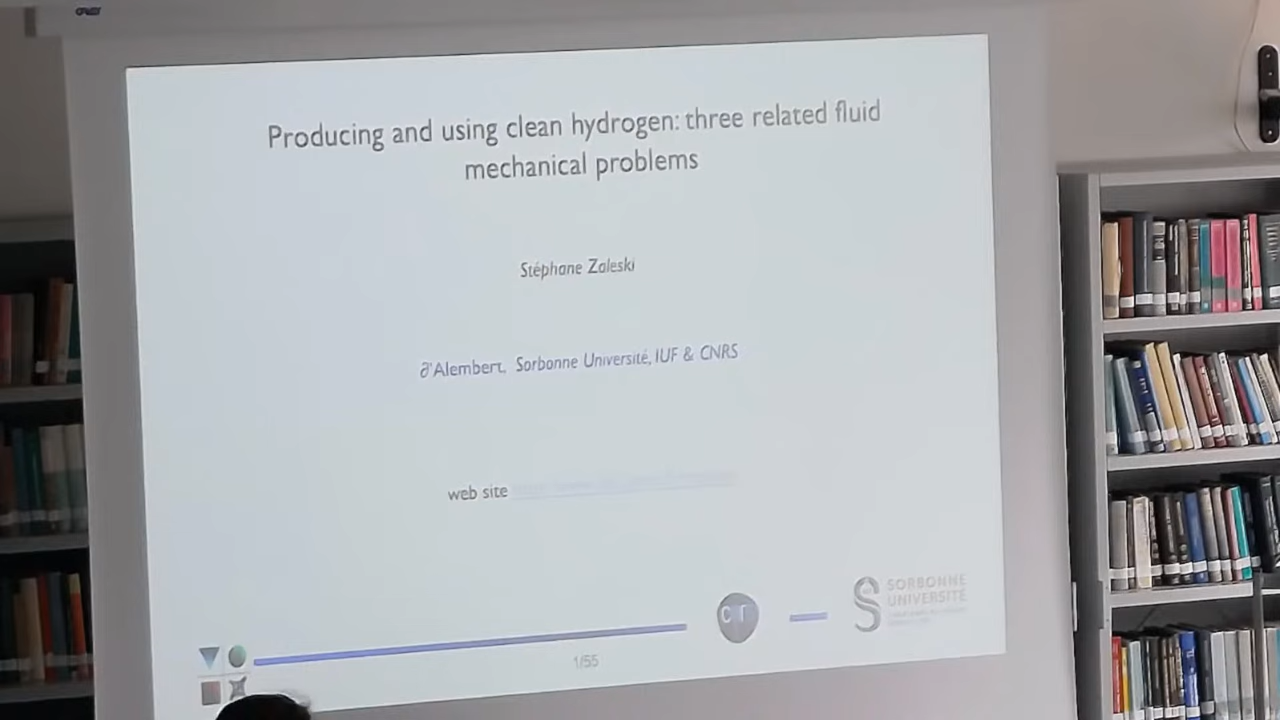 Producing and using clean hydrogen: three related fluid
mechanical problems
Stéphane Zaleski
∂'Alembert, Sorbonne Université, IUF & CNRS
web site
SORBONNE
UNIVERSITÉ
1/55